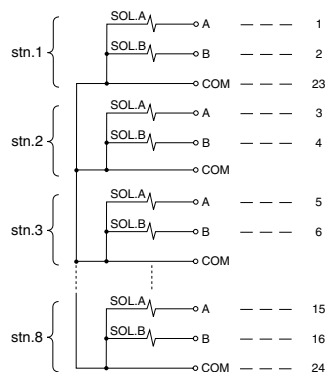 SOL.A A — — — 1
stn.1 SOL.B B — — — 2
COM — — — 23
SOL.A A — — — 3
stn.2 SOL.B B — — — 4
COM
SOL.A A — — — 5
stn.3 SOL.B B — — — 6
COM
SOL.A A — — — 15
stn.8 SOL.B B — — — 16
COM — — — 24